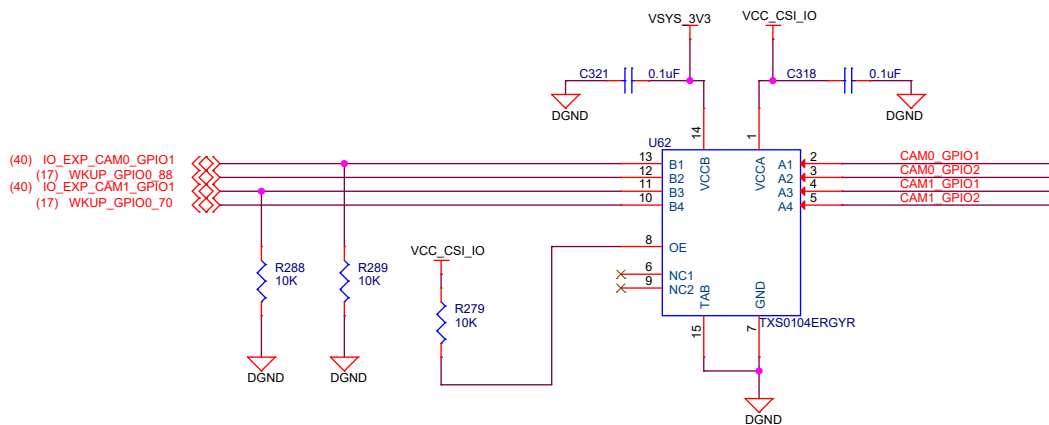 VSYS_3V3
VCC_CSI_IO
C321
0.1uF
C318
0.1uF
DGND
DGND
14
1
U62
(40) IO_EXP_CAM0_GPIO1
(17) WKUP_GPIO0_88
(40) IO_EXP_CAM1_GPIO1
(17) WKUP_GPIO0_70
13
12
11
10
B1
B2
B3
B4
VCCB
VCCA
A1
A2
A3
A4
2
3
4
5
CAM0_GPIO1
CAM0_GPIO2
CAM1_GPIO1
CAM1_GPIO2
8
OE
VCC_CSI_IO
6
9
NC1
NC2
TAB
GND
R288
10K
R289
10K
R279
10K
15
7
TXS0104ERGYR
DGND
DGND
DGND